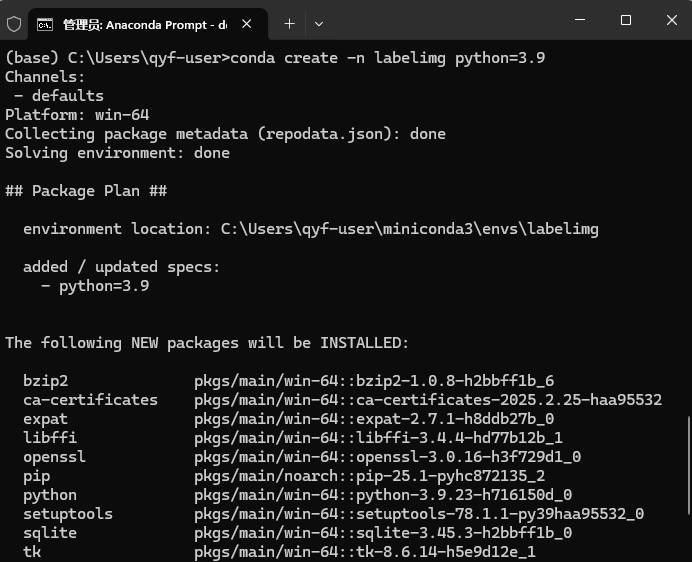 管理员: Anaconda Prompt - de
(base) C:\Users\qyf-user>conda create -n labelimg python=3.9
Channels:
 - defaults
Platform: win-64
Collecting package metadata (repodata.json): done
Solving environment: done
## Package Plan ##
  environment location: C:\Users\qyf-user\miniconda3\envs\labelimg
  added / updated specs:
    - python=3.9
The following NEW packages will be INSTALLED:
  bzip2              pkgs/main/win-64::bzip2-1.0.8-h2bbff1b_6
  ca-certificates    pkgs/main/win-64::ca-certificates-2025.2.25-haa95532
  expat              pkgs/main/win-64::expat-2.7.1-h8ddb27b_0
  libffi             pkgs/main/win-64::libffi-3.4.4-hd77b12b_1
  openssl            pkgs/main/win-64::openssl-3.0.16-h3f729d1_0
  pip                pkgs/main/noarch::pip-25.1-pyhc872135_2
  python             pkgs/main/win-64::python-3.9.23-h716150d_0
  setuptools         pkgs/main/win-64::setuptools-78.1.1-py39haa95532_0
  sqlite             pkgs/main/win-64::sqlite-3.45.3-h2bbff1b_0
  tk                 pkgs/main/win-64::tk-8.6.14-h5e9d12e_1